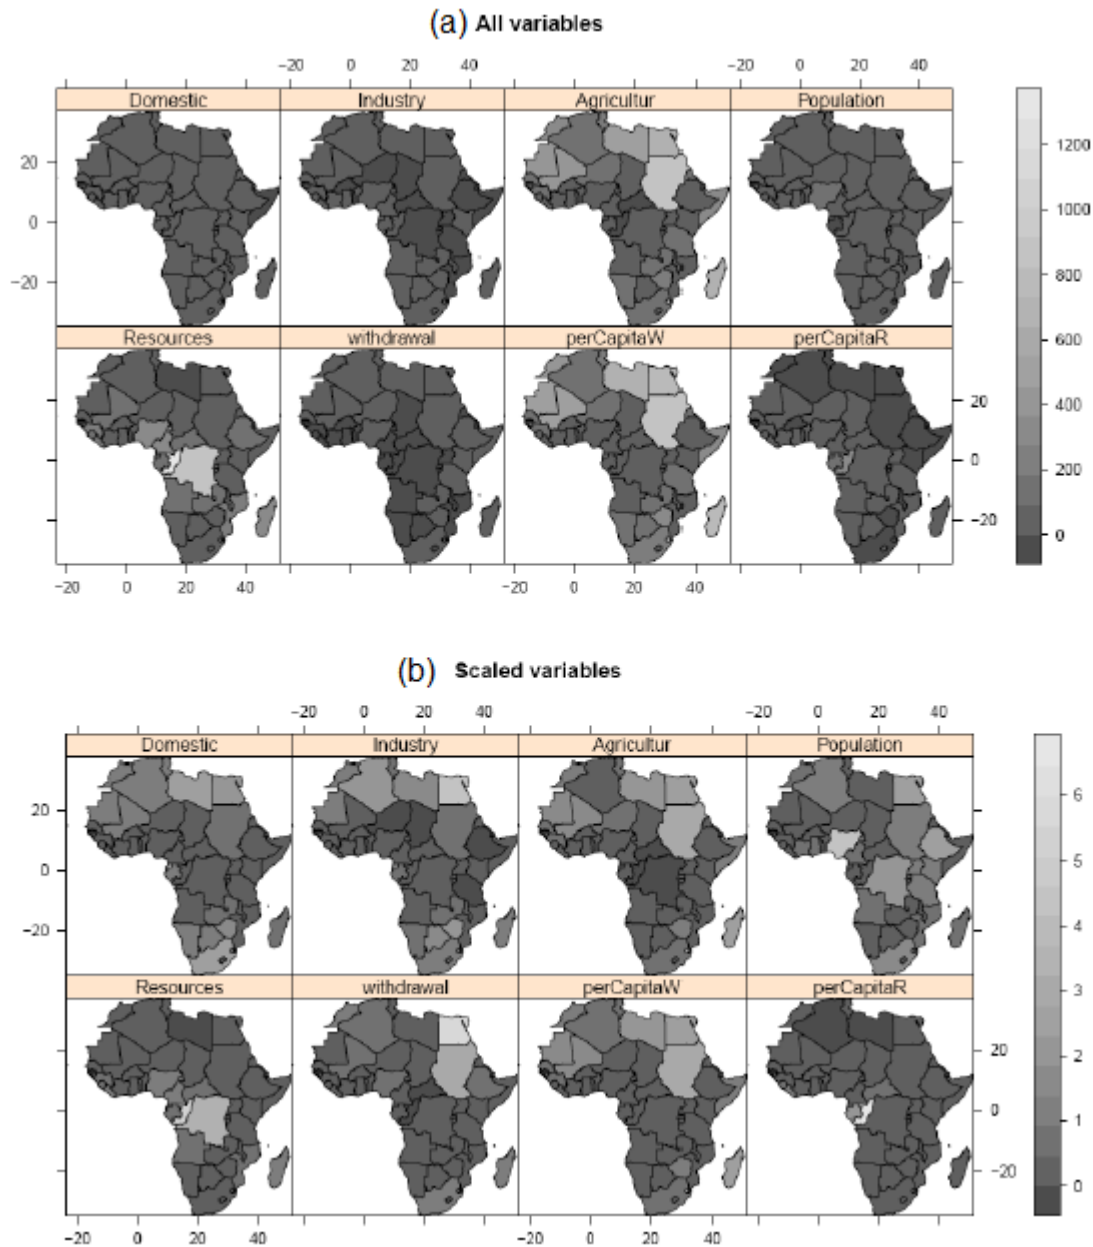 (a) All variables
−20 0 20 40 −20 0 20 40
Domestic Industry Agricultur Population
20
0
−20
Resources withdrawal perCapitaW perCapitaR
20
0
−20
−20 0 20 40 −20 0 20 40
1200
1000
800
600
400
200
0
(b) Scaled variables
−20 0 20 40 −20 0 20 40
Domestic Industry Agricultur Population
20
0
−20
Resources withdrawal perCapitaW perCapitaR
20
0
−20
−20 0 20 40 −20 0 20 40
6
5
4
3
2
1
0